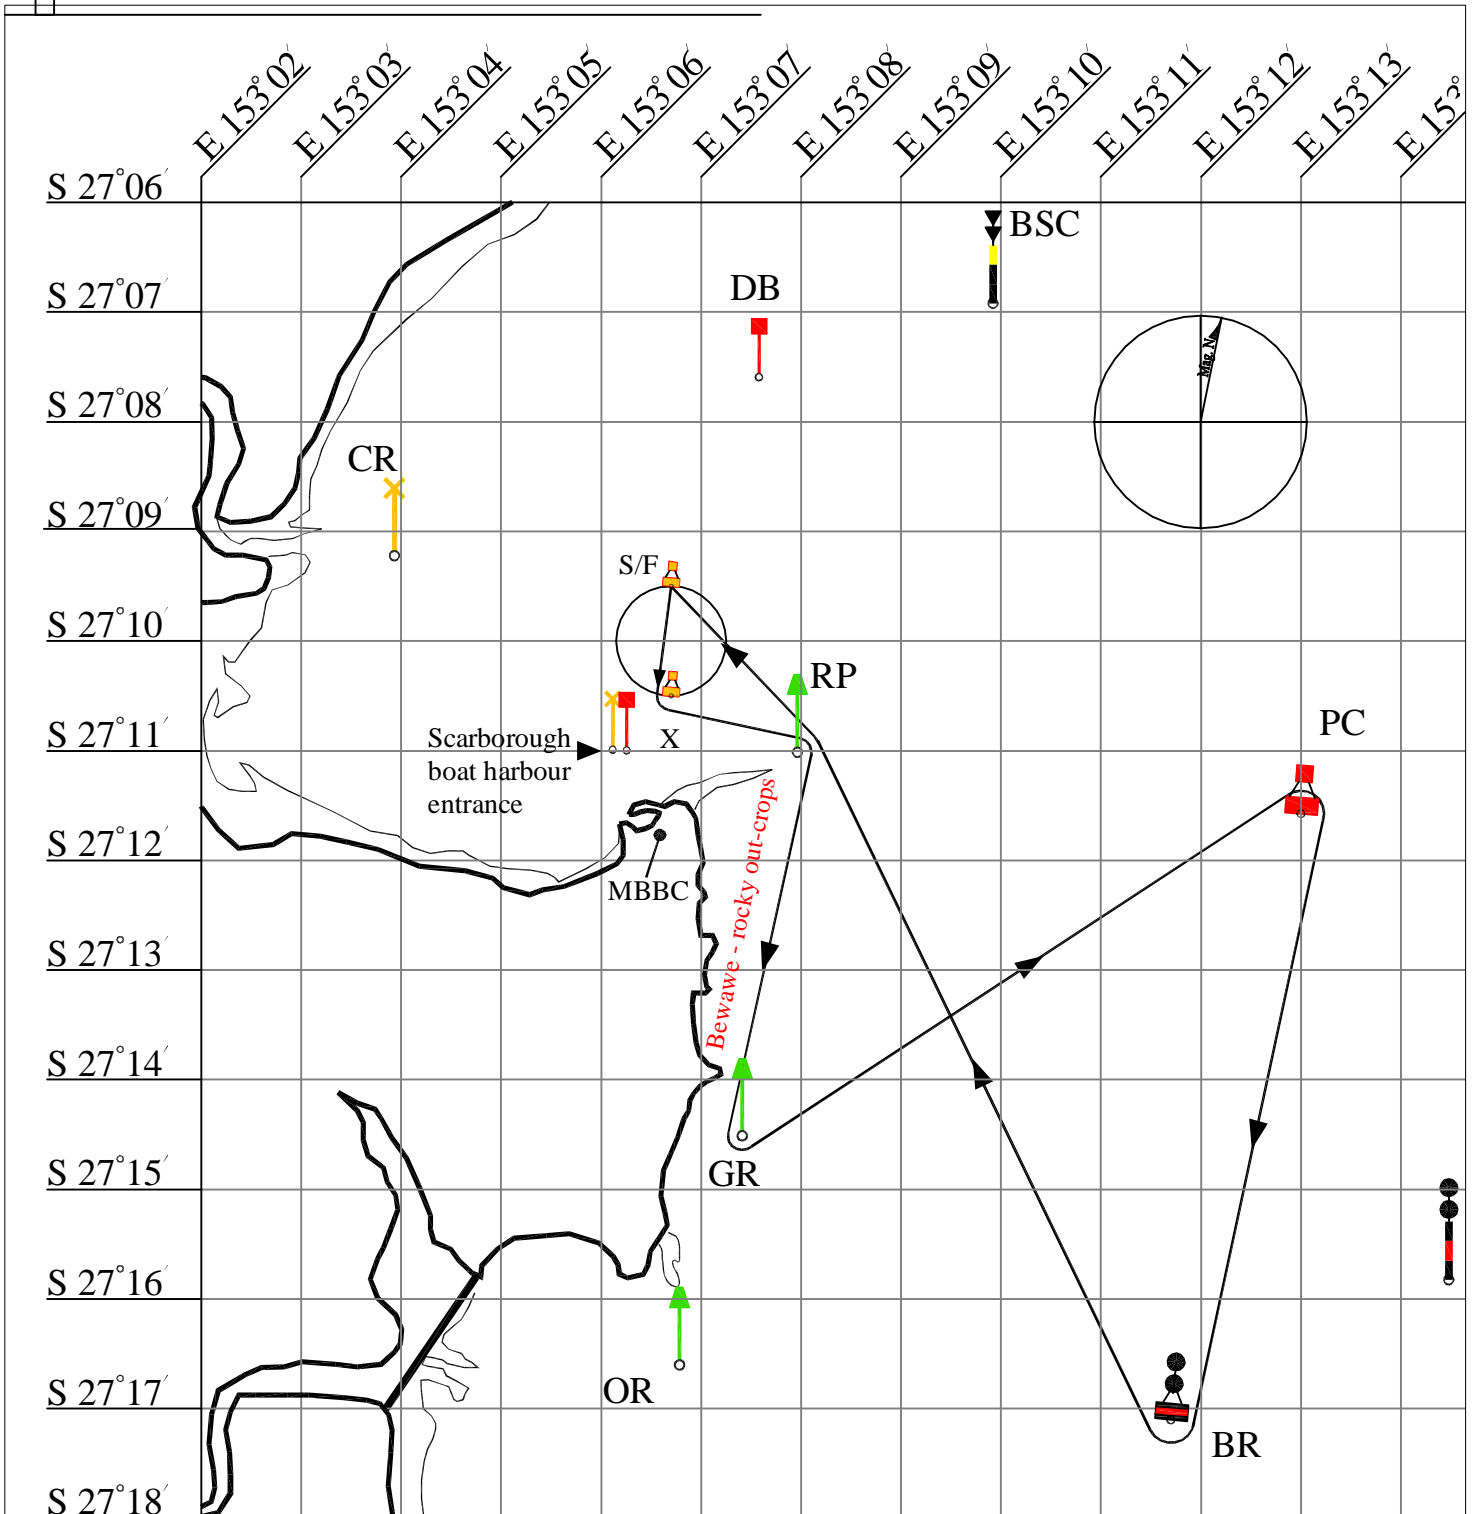 E 153°02'
E 153°03'
E 153°04'
E 153°05'
E 153°06'
E 153°07'
E 153°08'
E 153°09'
E 153°10'
E 153°11'
E 153°12'
E 153°13'
E 153°
S 27°06'
BSC
S 27°07'
DB
Mag. N
S 27°08'
CR
S 27°09'
S/F
S 27°10'
RP
S 27°11'
Scarborough
boat harbour
entrance
X
PC
S 27°12'
MBBC
Bewawe - rocky out-crops
S 27°13'
S 27°14'
S 27°15'
GR
S 27°16'
OR
S 27°17'
BR
S 27°18'